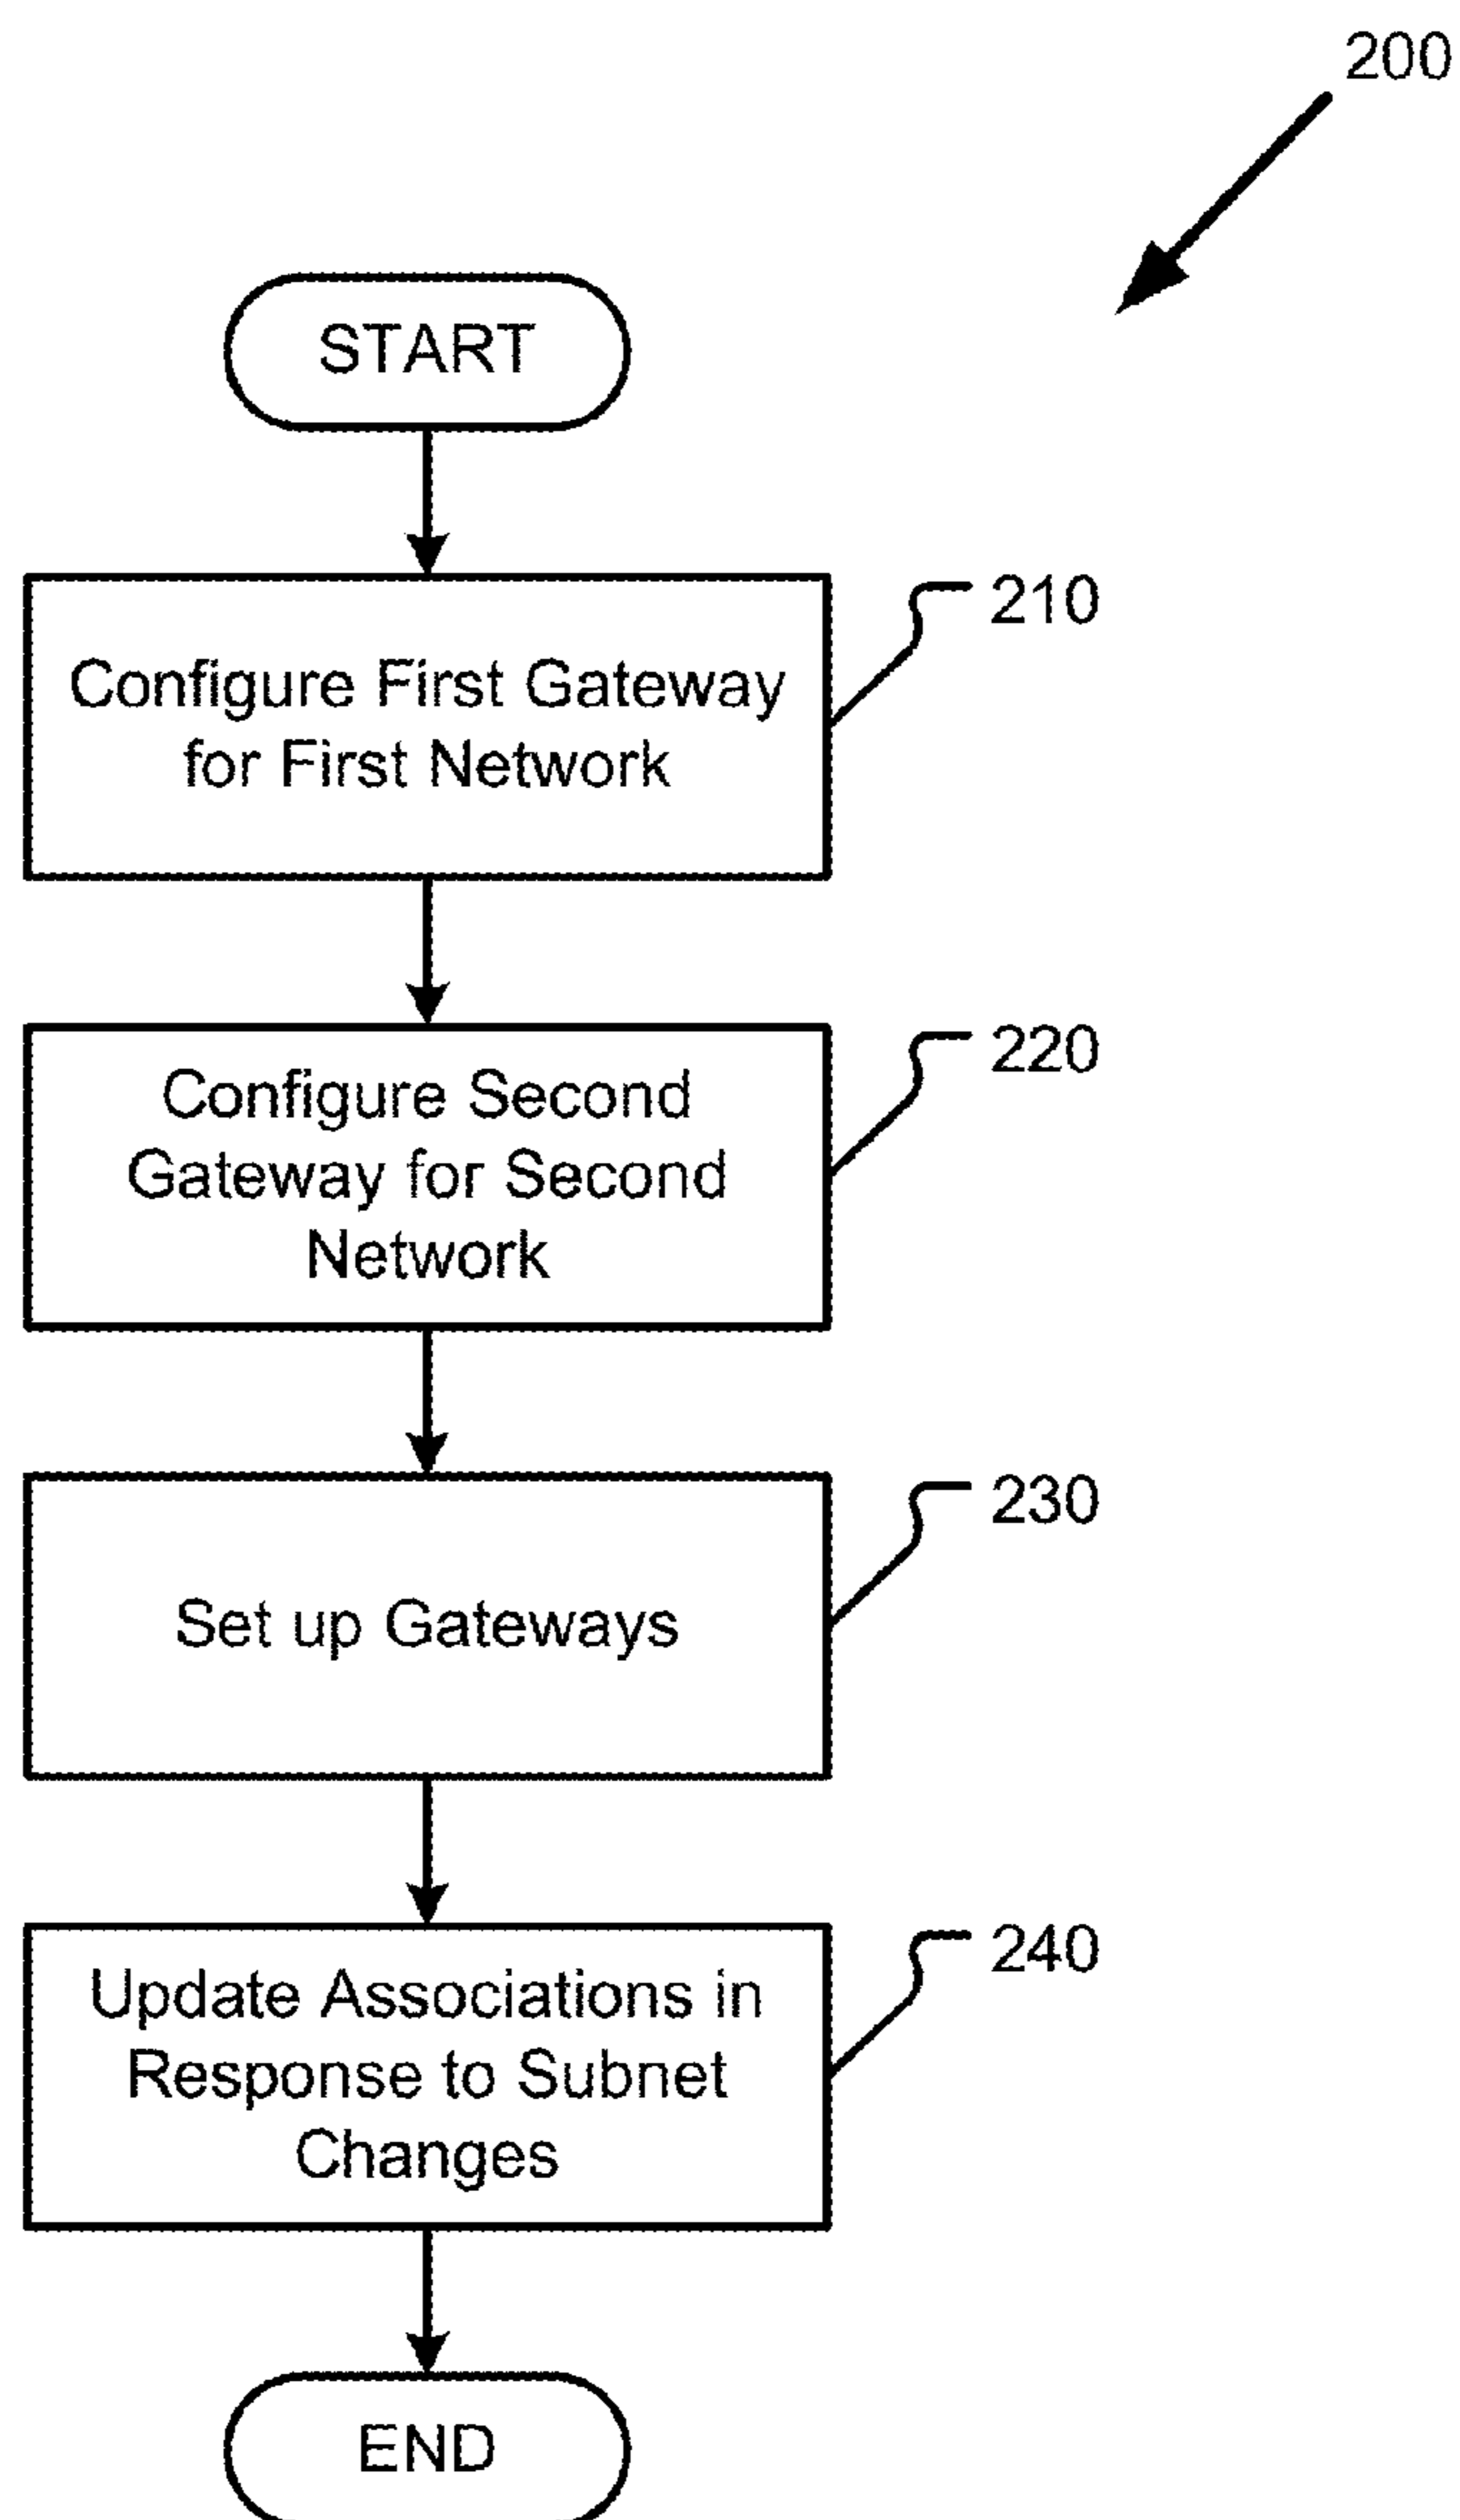 200
START
210
Configure First Gateway
for First Network
220
Configure Second
Gateway for Second
Network
230
Set up Gateways
240
Update Associations in
Response to Subnet
Changes
END